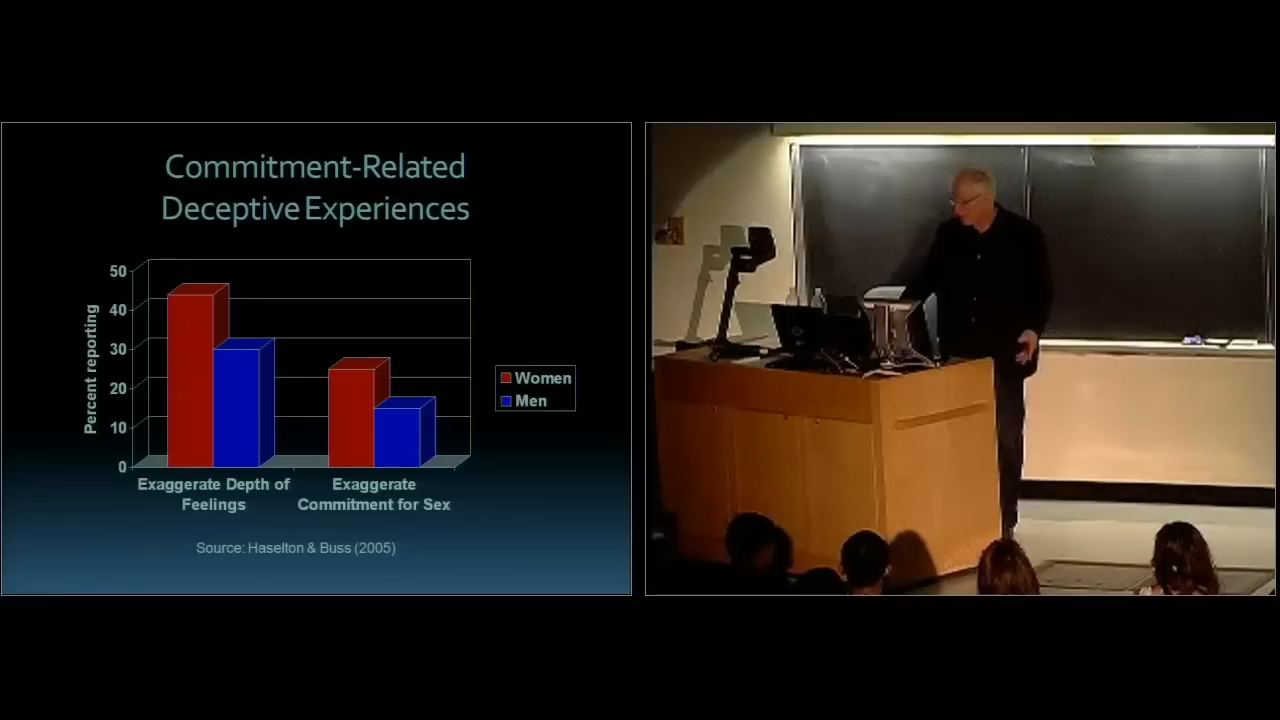 Commitment-Related
Deceptive Experiences
Percent reporting
50
40
30
20
10
0
Exaggerate Depth of
Feelings
Exaggerate
Commitment for Sex
Women
Men
Source: Haselton & Buss (2005)